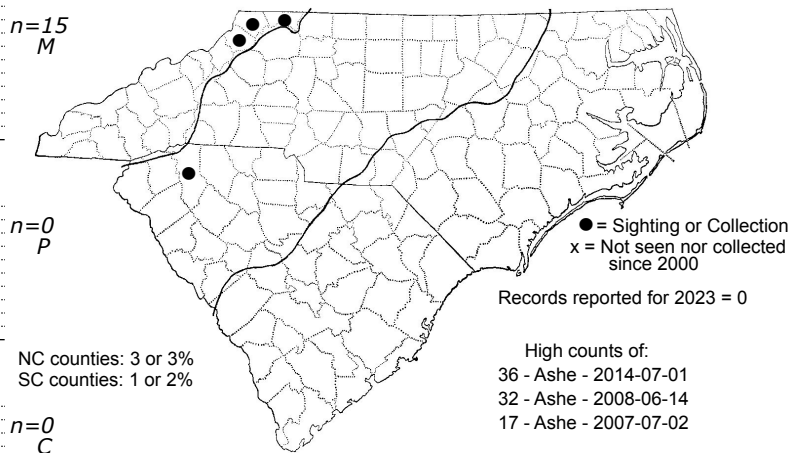 n=15
M
n=0
P
● = Sighting or Collection
x = Not seen nor collected
since 2000
Records reported for 2023 = 0
NC counties: 3 or 3%
SC counties: 1 or 2%
High counts of:
36 - Ashe - 2014-07-01
32 - Ashe - 2008-06-14
17 - Ashe - 2007-07-02
n=0
C